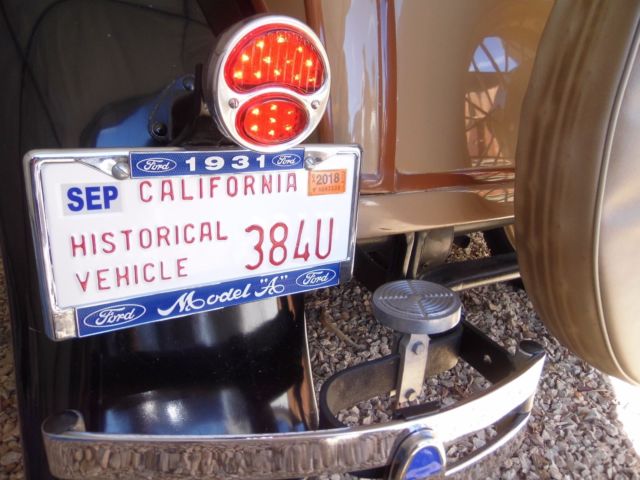 Ford 1931 Ford
SEP CALIFORNIA 2018
HISTORICAL 384U
VEHICLE
Ford Model "A" Ford